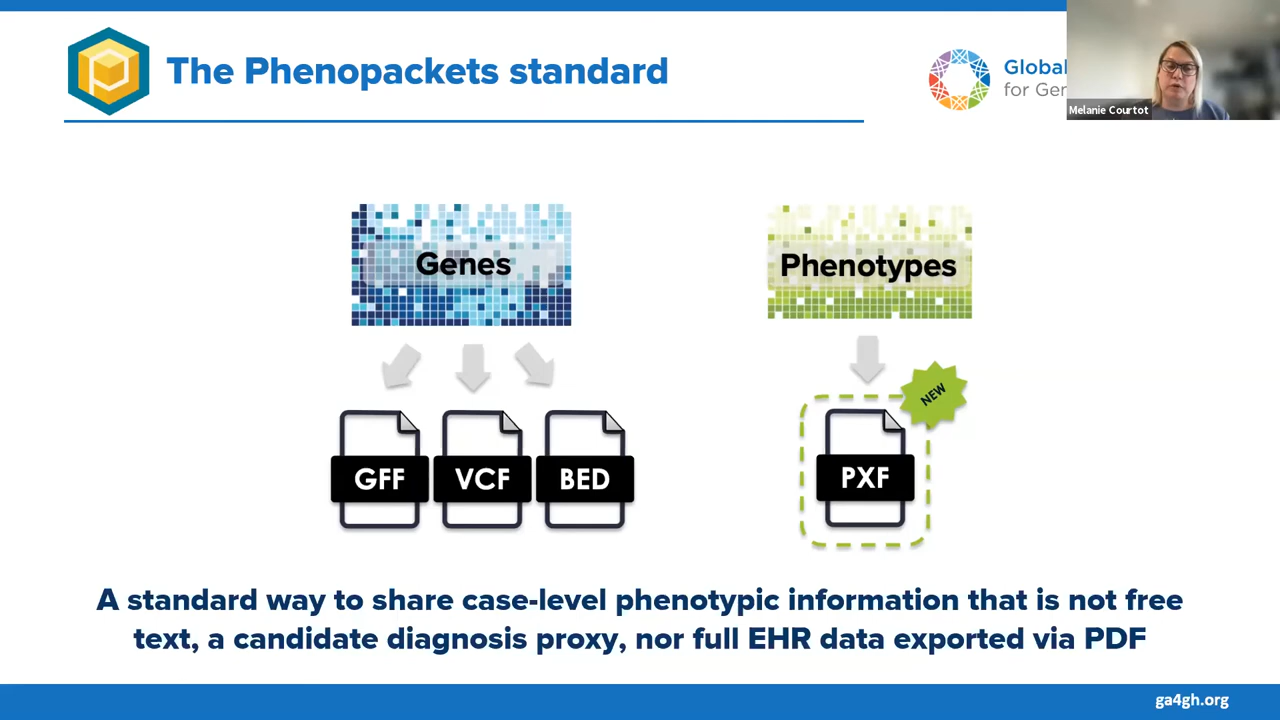 The Phenopackets standard
Global
for Gen
Melanie Courtot
Genes
Phenotypes
NEW
GFF
VCF
BED
PXF
A standard way to share case-level phenotypic information that is not free
text, a candidate diagnosis proxy, nor full EHR data exported via PDF
ga4gh.org